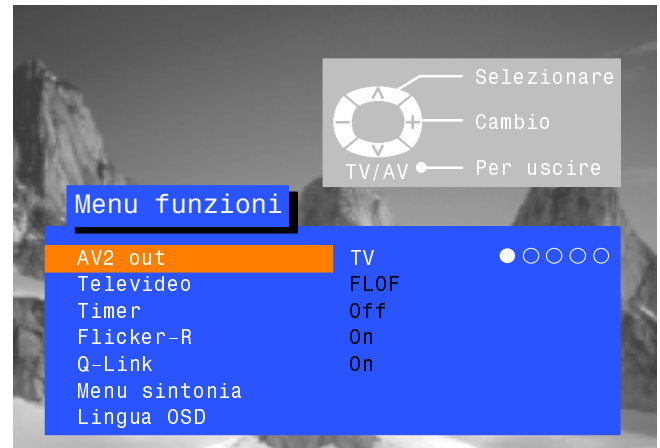 Selezionare
Cambio
TV/AV Per uscire
Menu funzioni
AV2 out TV
Televideo FLOF
Timer Off
Flicker-R On
Q-Link On
Menu sintonia
Lingua OSD